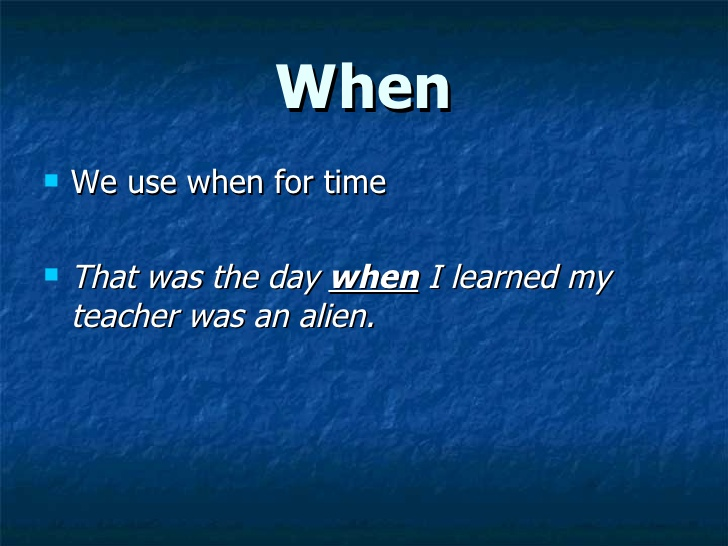 When
We use when for time
That was the day when I learned my
teacher was an alien.